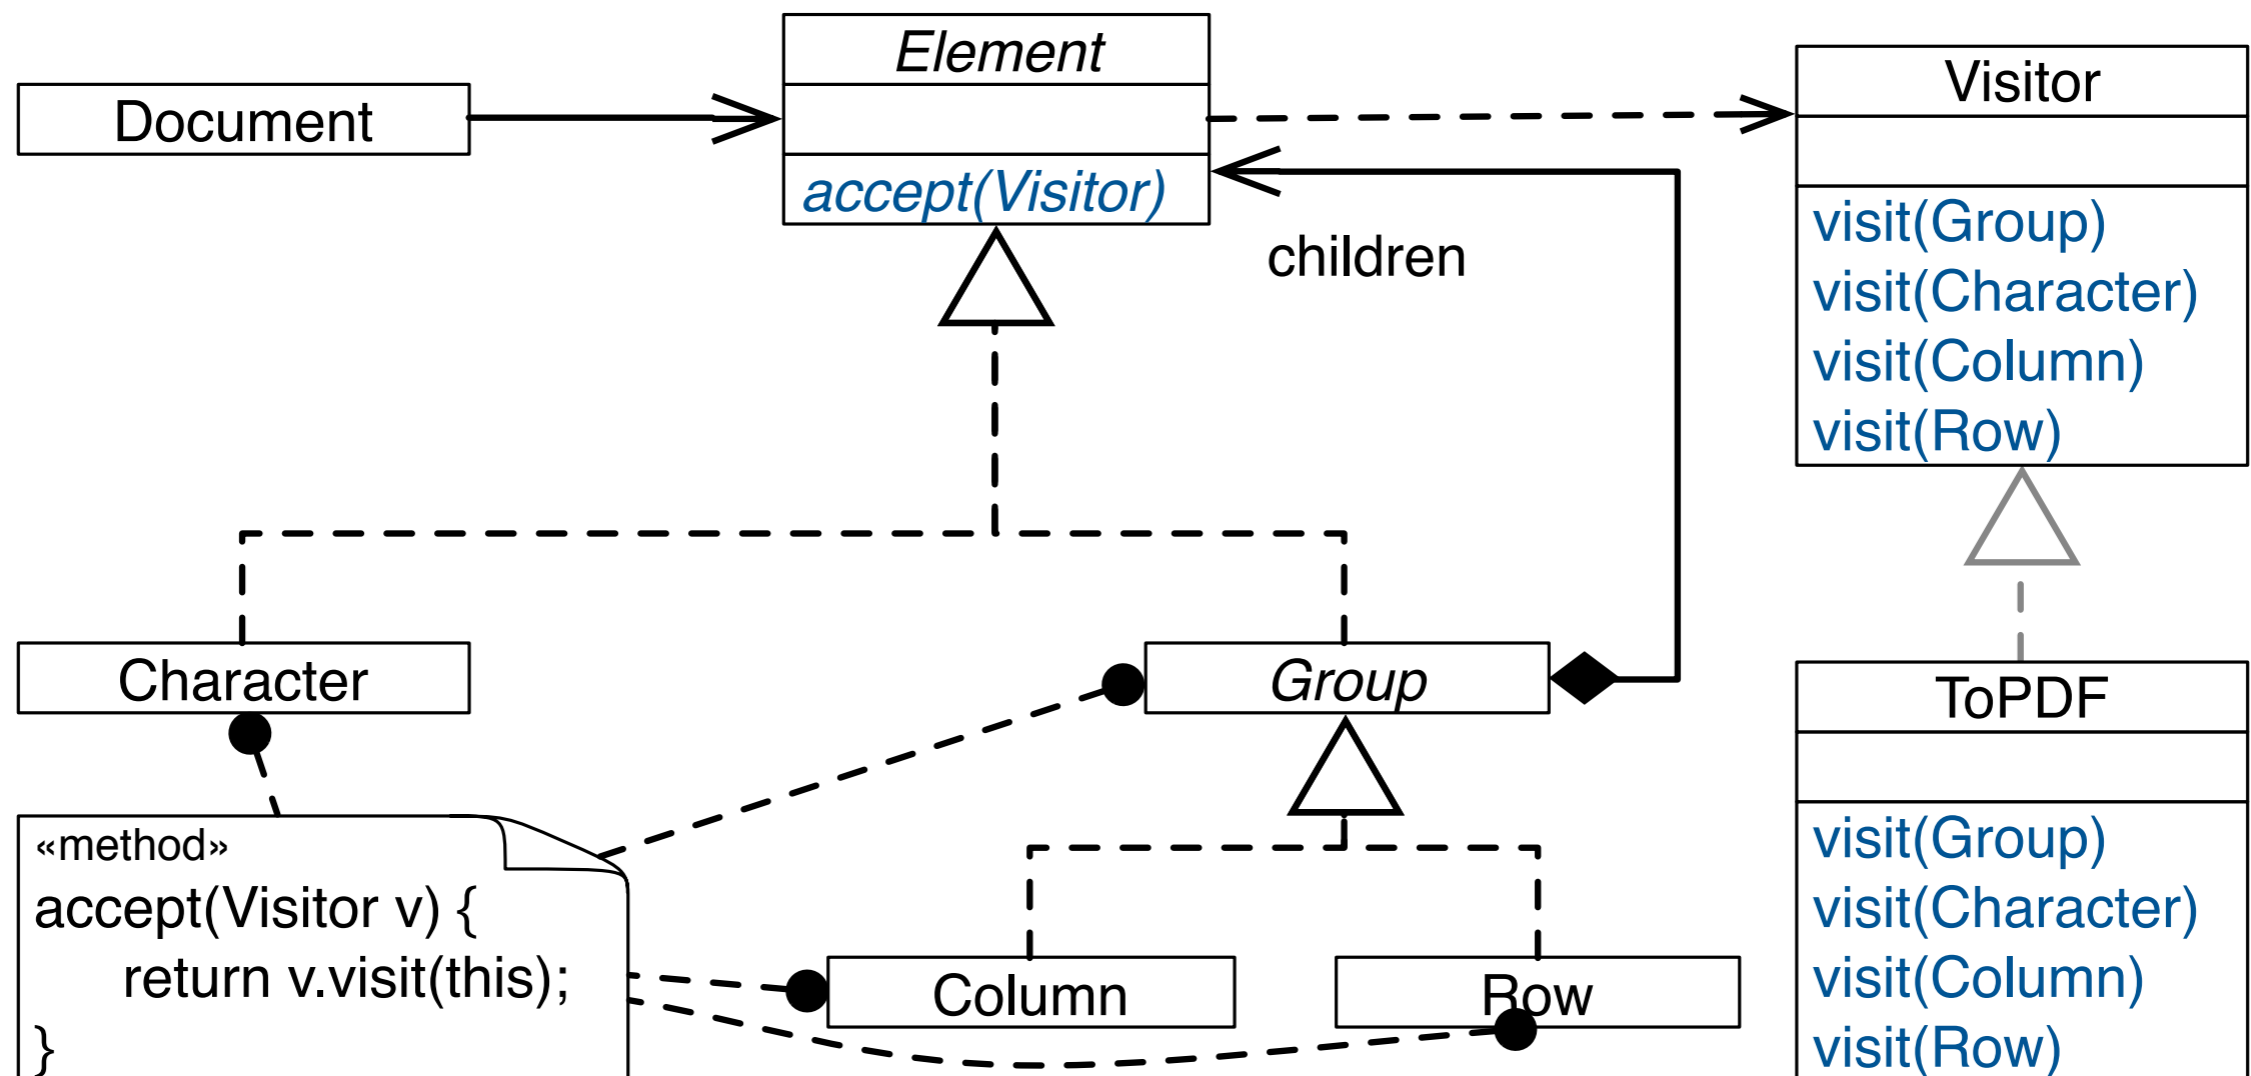 Element
accept(Visitor)
Document
Visitor
visit(Group)
visit(Character)
visit(Column)
visit(Row)
children
Character
Group
ToPDF
visit(Group)
visit(Character)
visit(Column)
visit(Row)
«method»
accept(Visitor v) {
return v.visit(this);
}
Column
Row